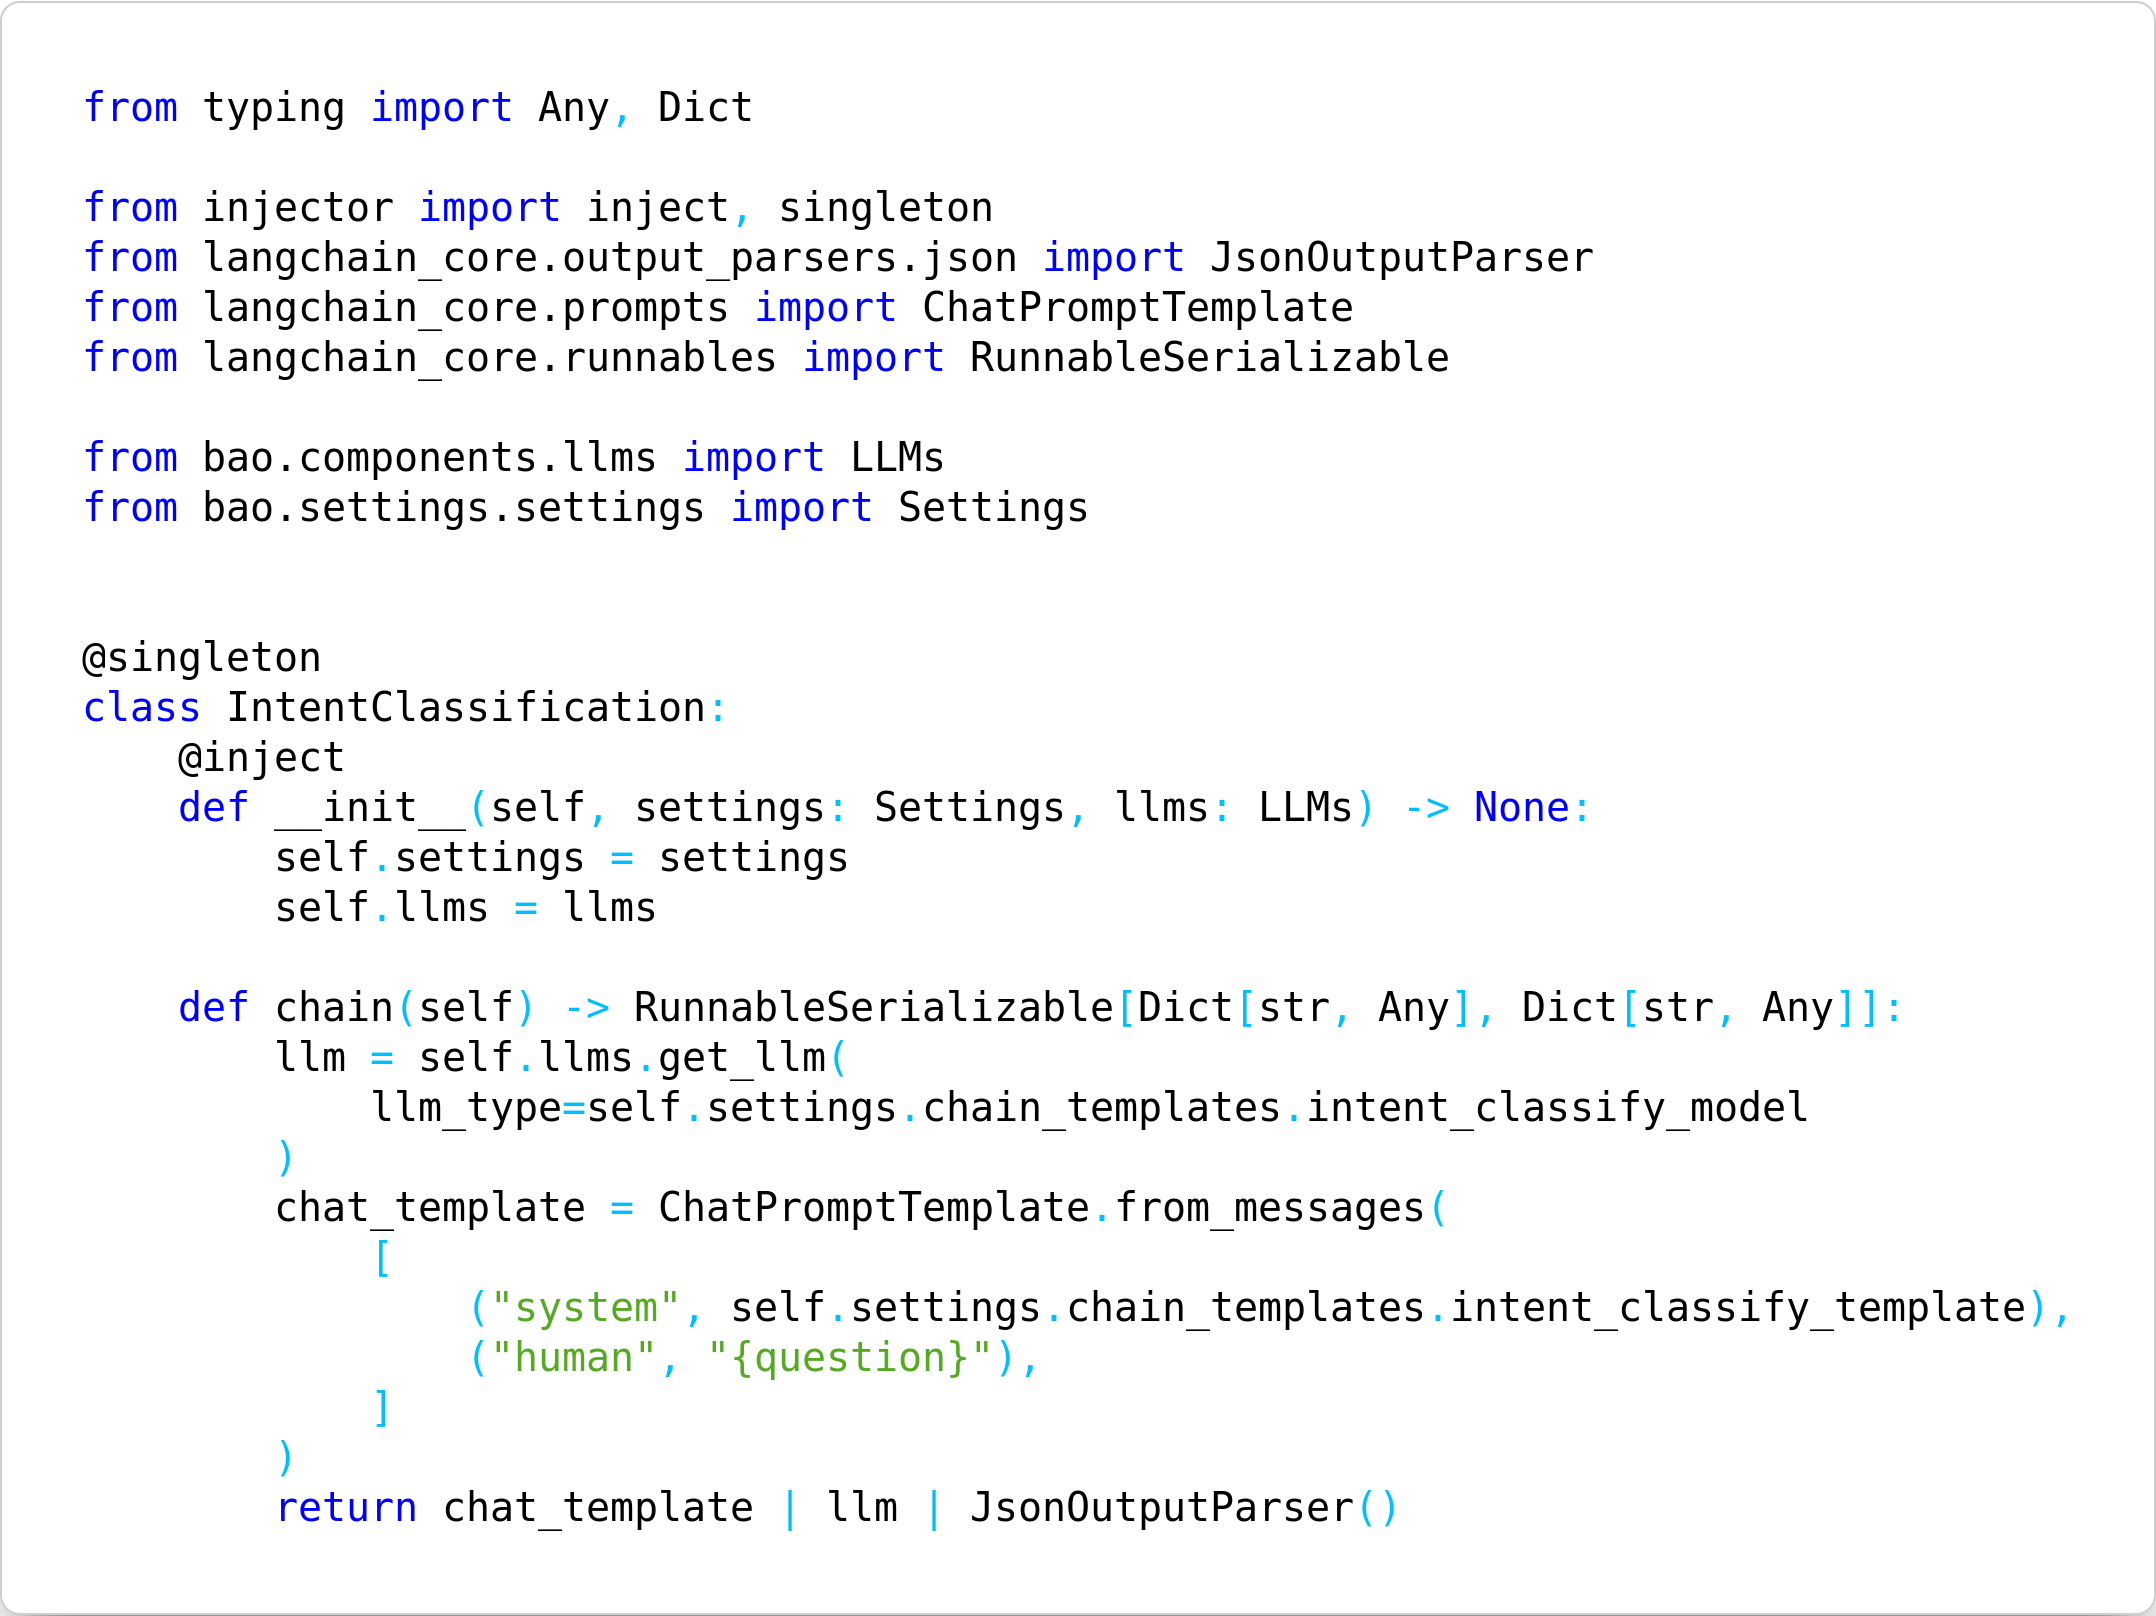 from typing import Any, Dict

from injector import inject, singleton
from langchain_core.output_parsers.json import JsonOutputParser
from langchain_core.prompts import ChatPromptTemplate
from langchain_core.runnables import RunnableSerializable

from bao.components.llms import LLMs
from bao.settings.settings import Settings


@singleton
class IntentClassification:
    @inject
    def __init__(self, settings: Settings, llms: LLMs) -> None:
        self.settings = settings
        self.llms = llms

    def chain(self) -> RunnableSerializable[Dict[str, Any], Dict[str, Any]]:
        llm = self.llms.get_llm(
            llm_type=self.settings.chain_templates.intent_classify_model
        )
        chat_template = ChatPromptTemplate.from_messages(
            [
                ("system", self.settings.chain_templates.intent_classify_template),
                ("human", "{question}"),
            ]
        )
        return chat_template | llm | JsonOutputParser()